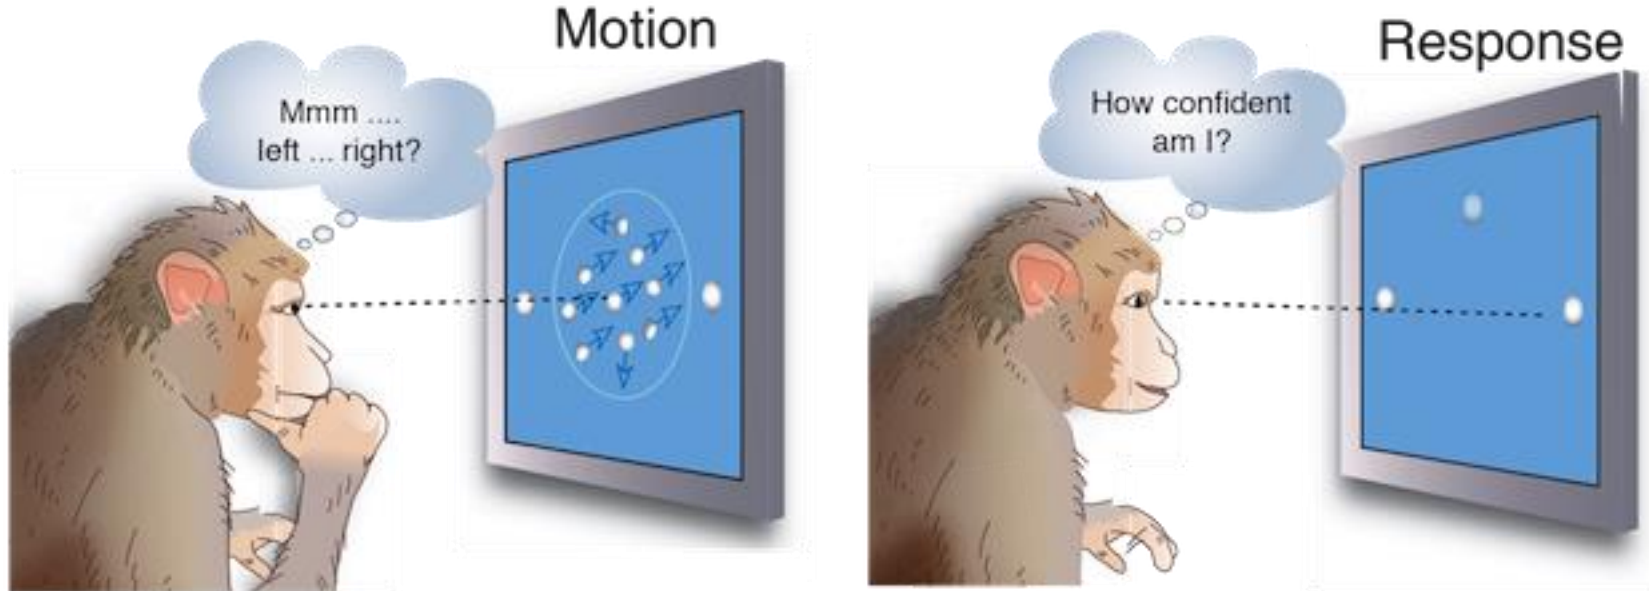 Motion
Mmm ....
left ... right?
Response
How confident
am I?